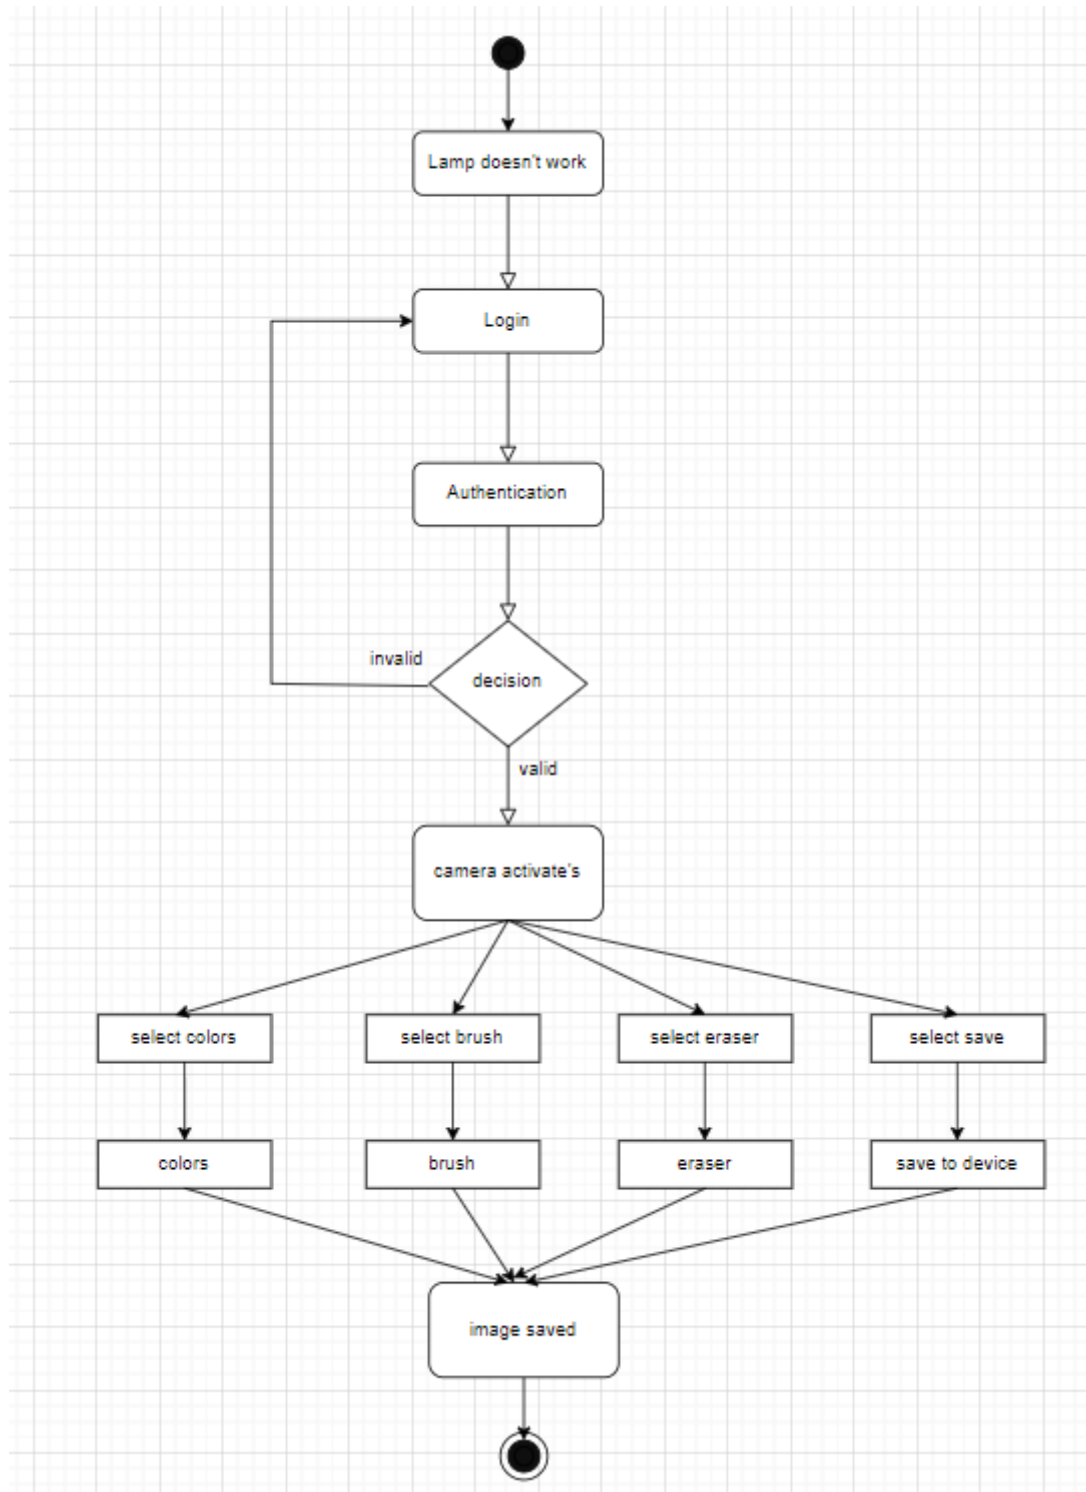 Lamp doesn't work
Login
Authentication
invalid
decision
valid
camera activate's
select colors
select brush
select eraser
select save
colors
brush
eraser
save to device
image saved